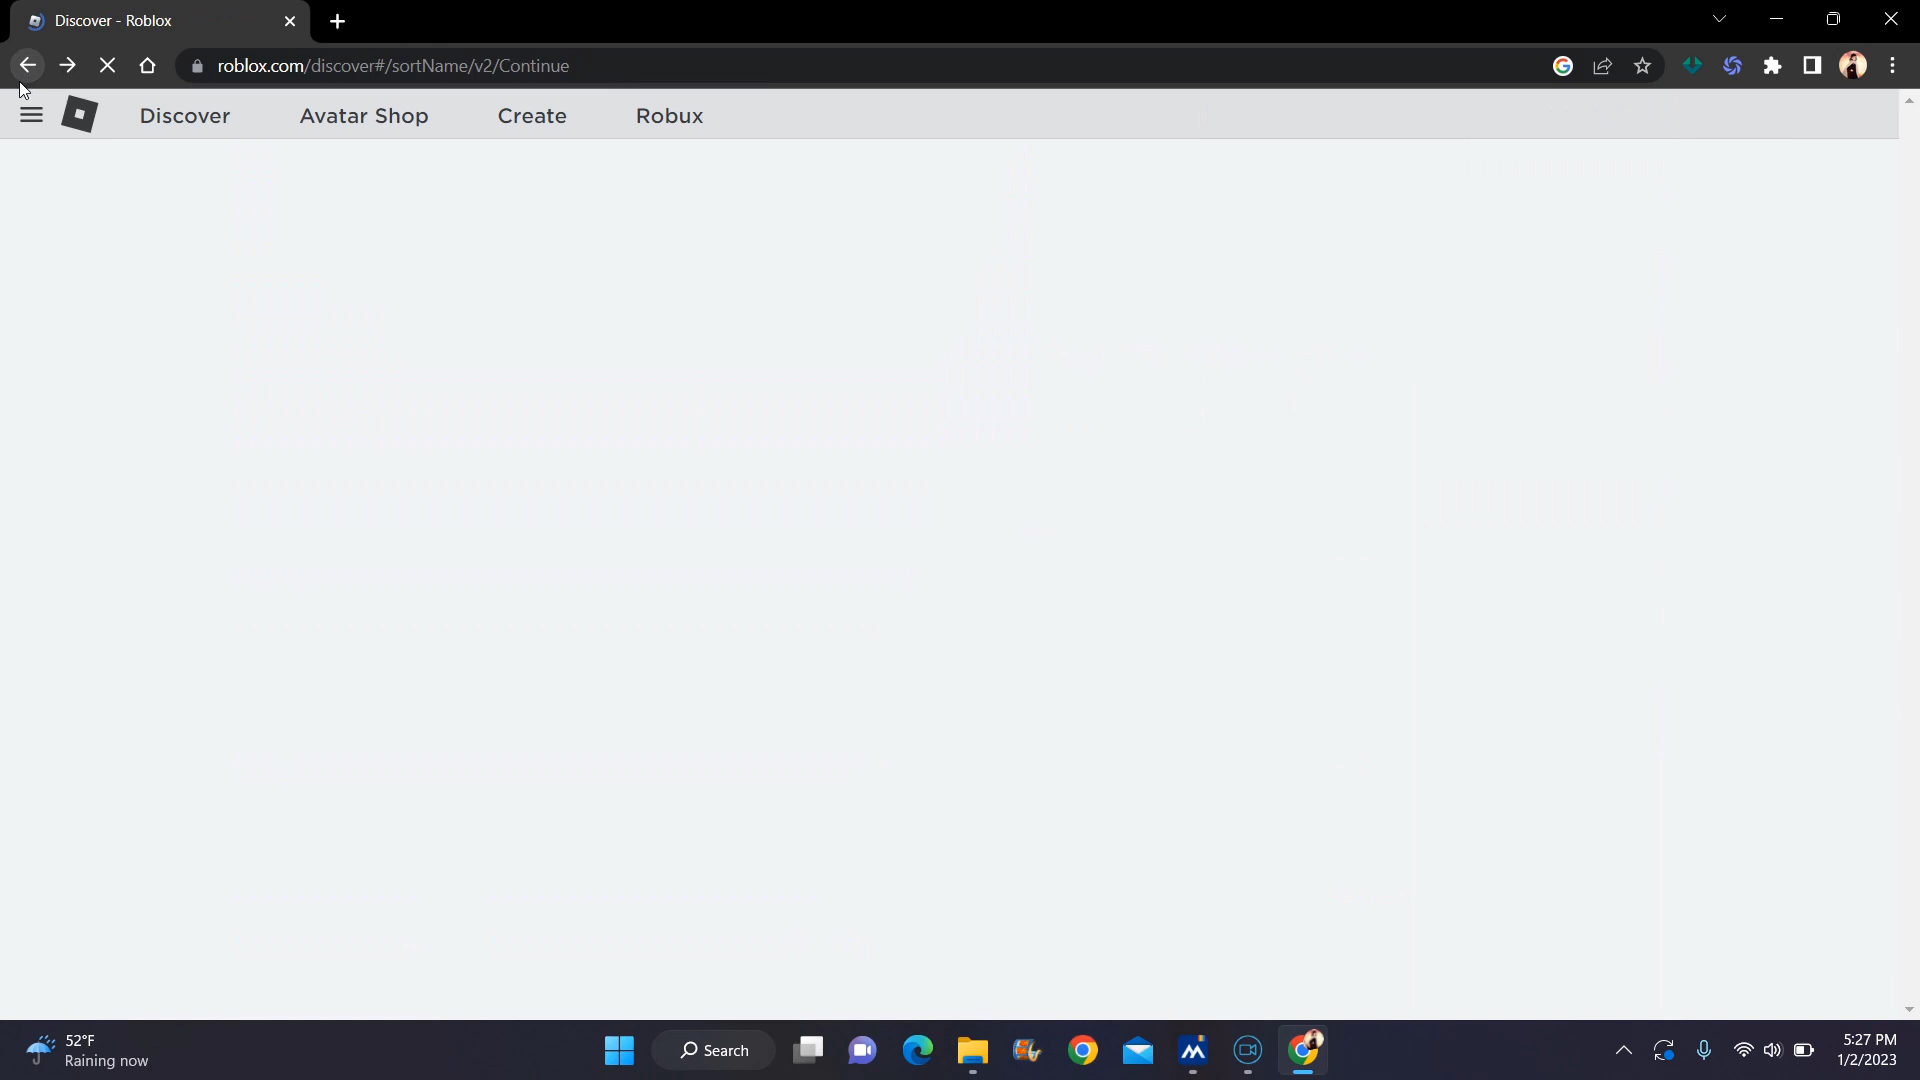 Discover - Roblox
roblox.com/discover#/sortName/v2/Continue
Discover Avatar Shop Create Robux
52°F
Raining now
Search
5:27 PM
1/2/2023